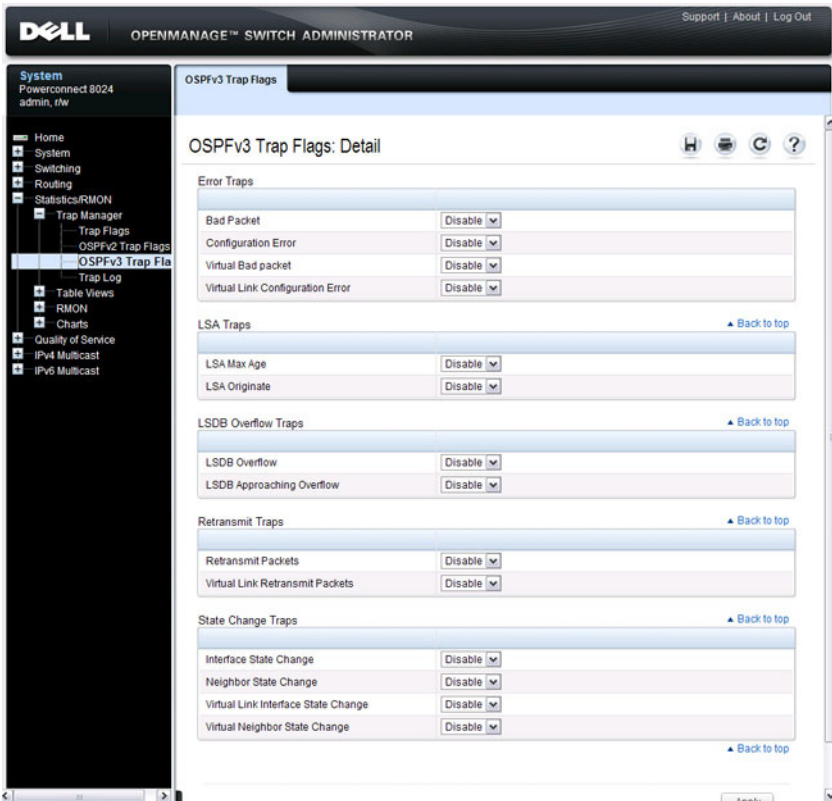 DELL
OPENMANAGE™ SWITCH ADMINISTRATOR
Support | About | Log Out
System
Powerconnect 8024
admin, r/w
Home
System
Switching
Routing
Statistics/RMON
Trap Manager
Trap Flags
OSPFv2 Trap Flags
OSPFv3 Trap Fla
Trap Log
Table Views
RMON
Charts
Quality of Service
IPv4 Multicast
IPv6 Multicast
OSPFv3 Trap Flags
OSPFv3 Trap Flags: Detail
Error Traps
Bad Packet Disable
Configuration Error Disable
Virtual Bad packet Disable
Virtual Link Configuration Error Disable
LSA Traps Back to top
LSA Max Age Disable
LSA Originate Disable
LSDB Overflow Traps Back to top
LSDB Overflow Disable
LSDB Approaching Overflow Disable
Retransmit Traps Back to top
Retransmit Packets Disable
Virtual Link Retransmit Packets Disable
State Change Traps Back to top
Interface State Change Disable
Neighbor State Change Disable
Virtual Link Interface State Change Disable
Virtual Neighbor State Change Disable
Back to top
Apply